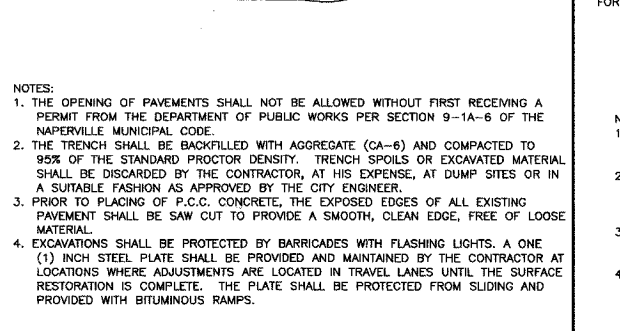 FOR
NOTES:
1. THE OPENING OF PAVEMENTS SHALL NOT BE ALLOWED WITHOUT FIRST RECEIVING A
PERMIT FROM THE DEPARTMENT OF PUBLIC WORKS PER SECTION 9-1A-6 OF THE
NAPERVILLE MUNICIPAL CODE.
2. THE TRENCH SHALL BE BACKFILLED WITH AGGREGATE (CA-6) AND COMPACTED TO
95% OF THE STANDARD PROCTOR DENSITY. TRENCH SPOILS OR EXCAVATED MATERIAL
SHALL BE DISCARDED BY THE CONTRACTOR, AT HIS EXPENSE, AT DUMP SITES OR IN
A SUITABLE FASHION AS APPROVED BY THE CITY ENGINEER.
3. PRIOR TO PLACING OF P.C.C. CONCRETE, THE EXPOSED EDGES OF ALL EXISTING
PAVEMENT SHALL BE SAW CUT TO PROVIDE A SMOOTH, CLEAN EDGE, FREE OF LOOSE
MATERIAL.
4. EXCAVATIONS SHALL BE PROTECTED BY BARRICADES WITH FLASHING LIGHTS. A ONE
(1) INCH STEEL PLATE SHALL BE PROVIDED AND MAINTAINED BY THE CONTRACTOR AT
LOCATIONS WHERE ADJUSTMENTS ARE LOCATED IN TRAVEL LANES UNTIL THE SURFACE
RESTORATION IS COMPLETE. THE PLATE SHALL BE PROTECTED FROM SLIDING AND
PROVIDED WITH BITUMINOUS RAMPS.
N
1
2
3
4